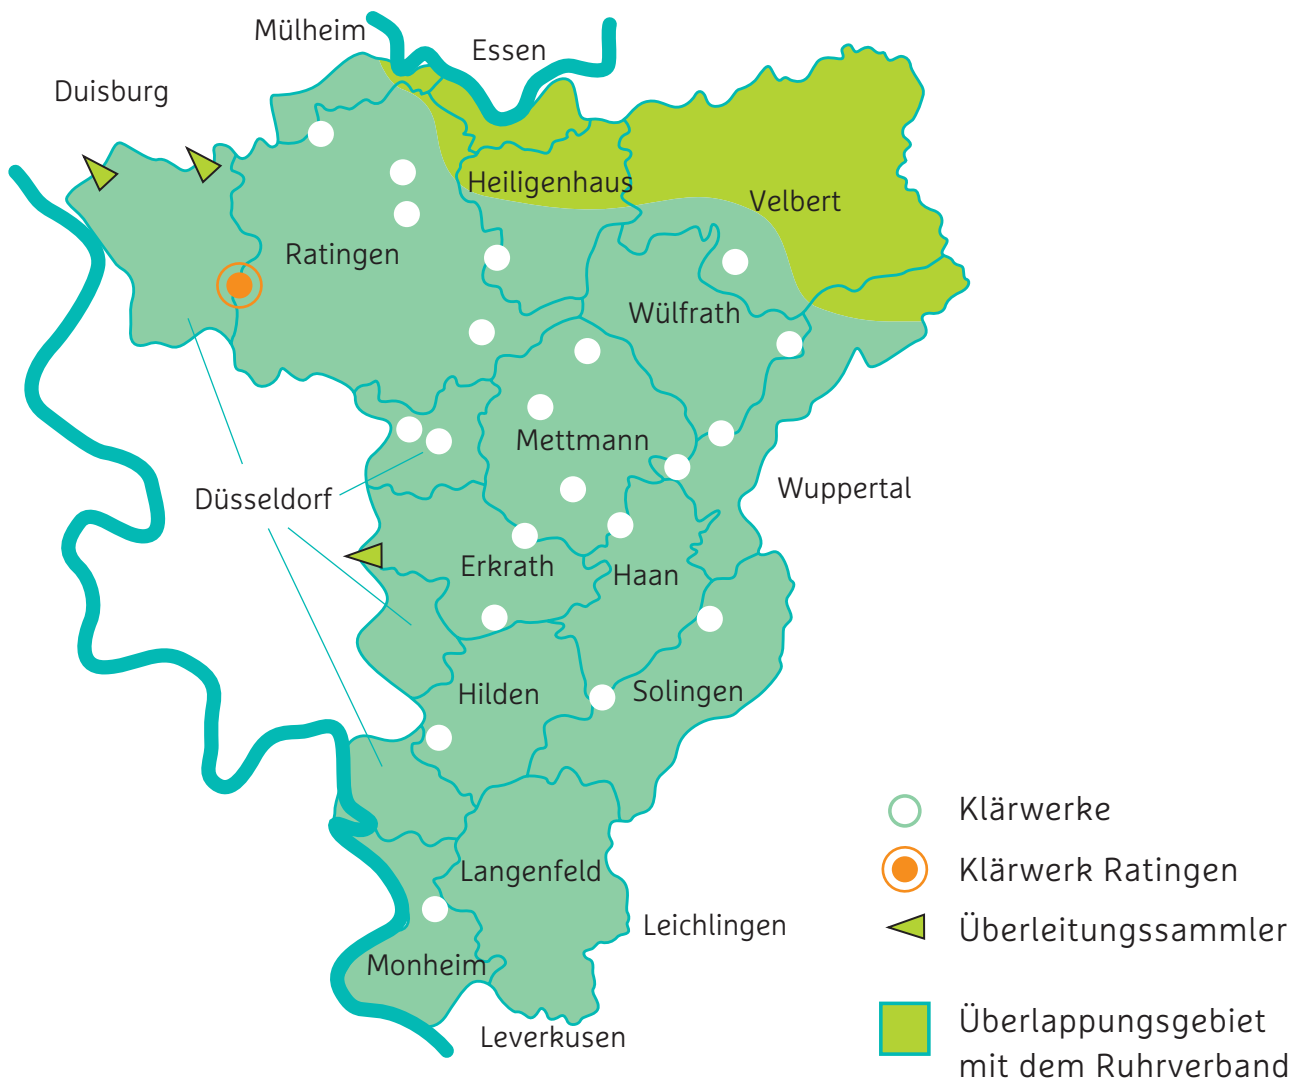 Mülheim
Essen
Duisburg
Heiligenhaus
Velbert
Ratingen
Wülfrath
Mettmann
Düsseldorf
Wuppertal
Erkrath
Haan
Hilden
Solingen
Langenfeld
Leichlingen
Monheim
Leverkusen
Klärwerke
Klärwerk Ratingen
Überleitungssammler
Überlappungsgebiet
mit dem Ruhrverband